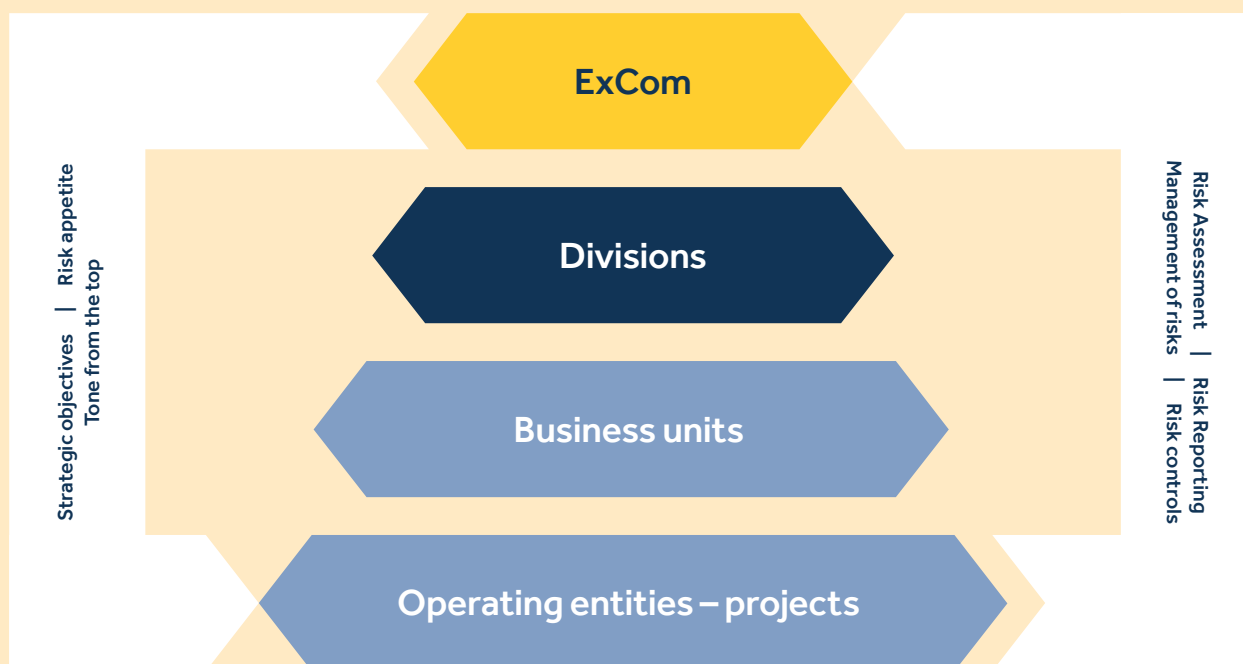 ExCom
Divisions
Business units
Operating entities – projects
Strategic objectives | Risk appetite
Tone from the top
Risk Assessment | Risk Reporting
Management of risks | Risk controls